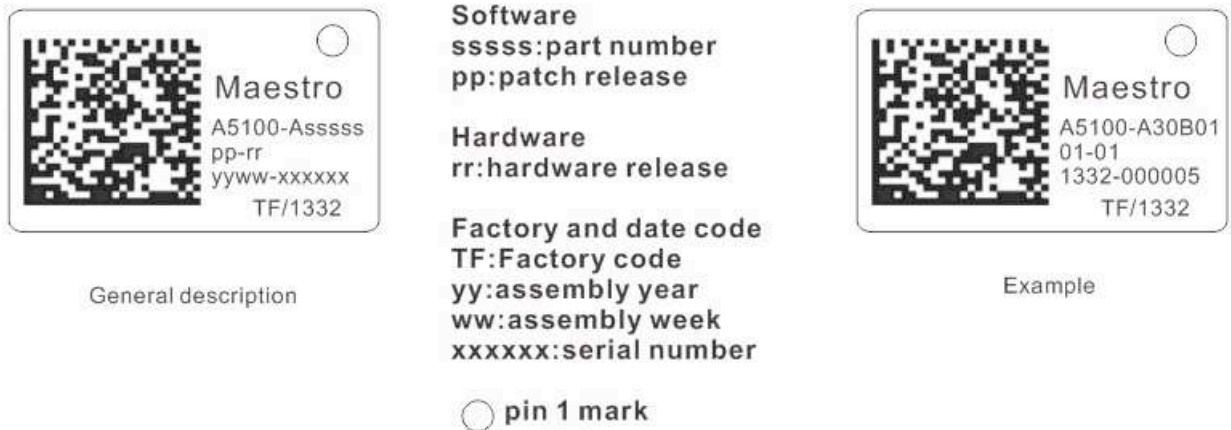 Maestro
A5100-Asssss
pp-rr
yyww-xxxxxx
TF/1332
General description
Software
sssss:part number
pp:patch release
Hardware
rr:hardware release
Factory and date code
TF:Factory code
yy:assembly year
ww:assembly week
xxxxxx:serial number
pin 1 mark
Maestro
A5100-A30B01
01-01
1332-000005
TF/1332
Example